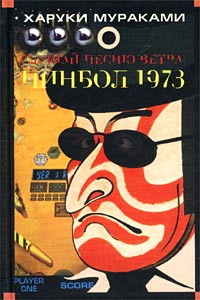 ХАРУКИ МУРАКАМИ
СЛУШАЙ ПЕСНЮ ВЕТРА
ПИНБОЛ 1973
PLAYER
ONE SCORE